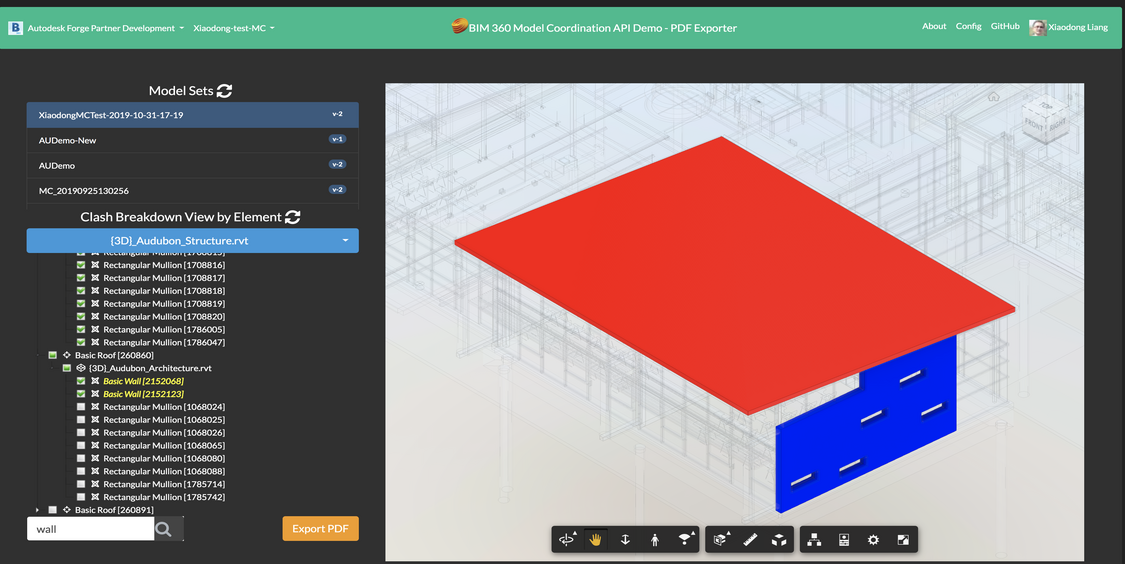 B Autodesk Forge Partner Development Xiaodong-test-MC BIM 360 Model Coordination API Demo - PDF Exporter About Config GitHub Xiaodong Liang
Model Sets
XiaodongMCTest-2019-10-31-17-19 v-2
AUDemo-New v-1
AUDemo v-2
MC_20190925130256 v-2
Clash Breakdown View by Element
{3D}_Audubon_Structure.rvt
Rectangular Mullion [1708815]
Rectangular Mullion [1708816]
Rectangular Mullion [1708817]
Rectangular Mullion [1708818]
Rectangular Mullion [1708819]
Rectangular Mullion [1708820]
Rectangular Mullion [1786005]
Rectangular Mullion [1786047]
Basic Roof [260860]
{3D}_Audubon_Architecture.rvt
Basic Wall [2152068]
Basic Wall [2152123]
Rectangular Mullion [1068024]
Rectangular Mullion [1068025]
Rectangular Mullion [1068026]
Rectangular Mullion [1068065]
Rectangular Mullion [1068080]
Rectangular Mullion [1068088]
Rectangular Mullion [1785714]
Rectangular Mullion [1785742]
Basic Roof [260891]
wall
Export PDF
FRONT RIGHT